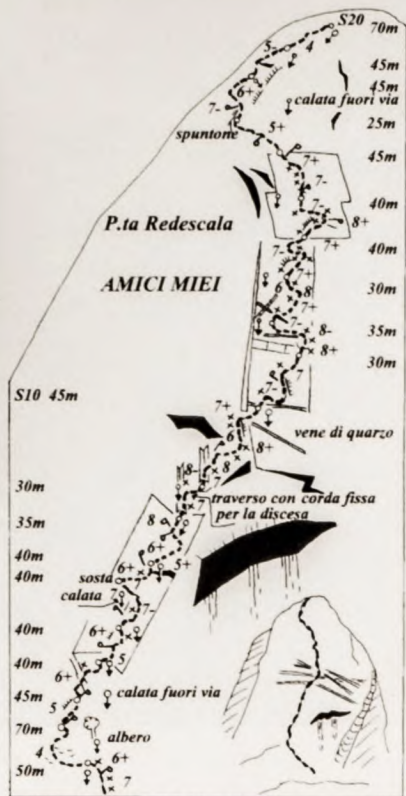 S20
70m
5
4
45m
6+
45m
7-
calata fuori via
25m
spuntone
5+
45m
7+
7-
40m
P.ta Redescala
8+
7+
40m
7-
7+
AMICI MIEI
6
8
30m
7+
8-
35m
8+
30m
7
7-
S10 45m
7+
vene di quarzo
6
8+
8
8-
7
30m
traverso con corda fissa
per la discesa
35m
8
6+
40m
5+
40m
6+
sosta
calata
7
7-
40m
6+
40m
5
6+
45m
5
calata fuori via
70m
albero
4
6+
50m
7